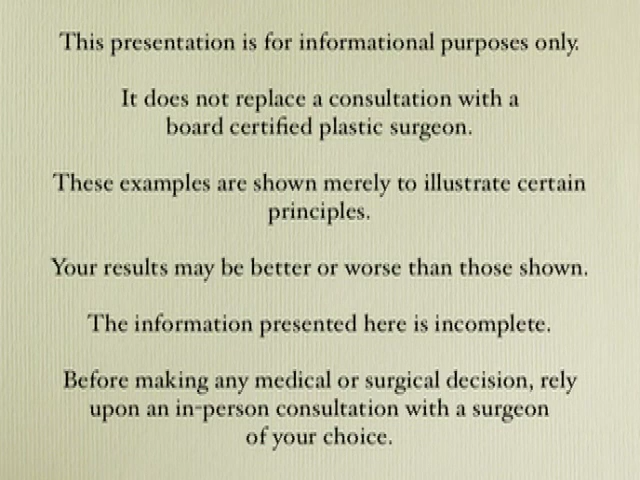 This presentation is for informational purposes only.
It does not replace a consultation with a
board certified plastic surgeon.
These examples are shown merely to illustrate certain
principles.
Your results may be better or worse than those shown.
The information presented here is incomplete.
Before making any medical or surgical decision, rely
upon an in-person consultation with a surgeon
of your choice.